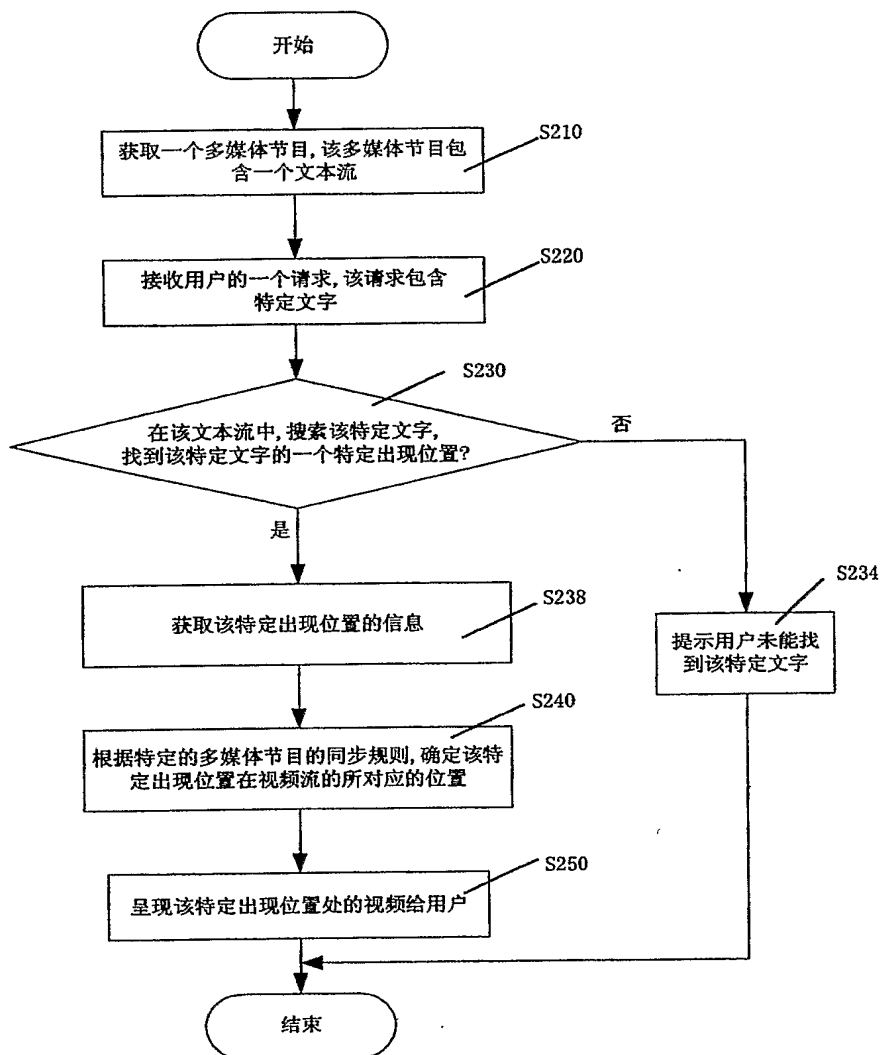 开始
S210
获取一个多媒体节目,该多媒体节目包
含一个文本流
S220
接收用户的一个请求,该请求包含
特定文字
S230
在该文本流中,搜索该特定文字,
找到该特定文字的一个特定出现位置?
否
是
S234
提示用户未能找
到该特定文字
S238
获取该特定出现位置的信息
S240
根据特定的多媒体节目的同步规则,确定该特
定出现位置在视频流的所对应的位置
S250
呈现该特定出现位置处的视频给用户
结束